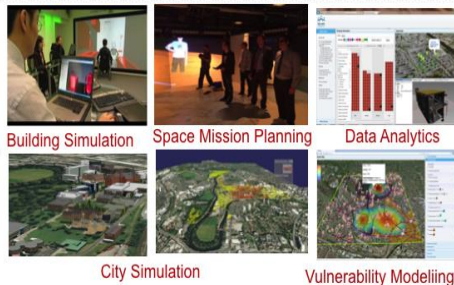 Building Simulation
Space Mission Planning
Data Analytics
City Simulation
Vulnerability Modeliing